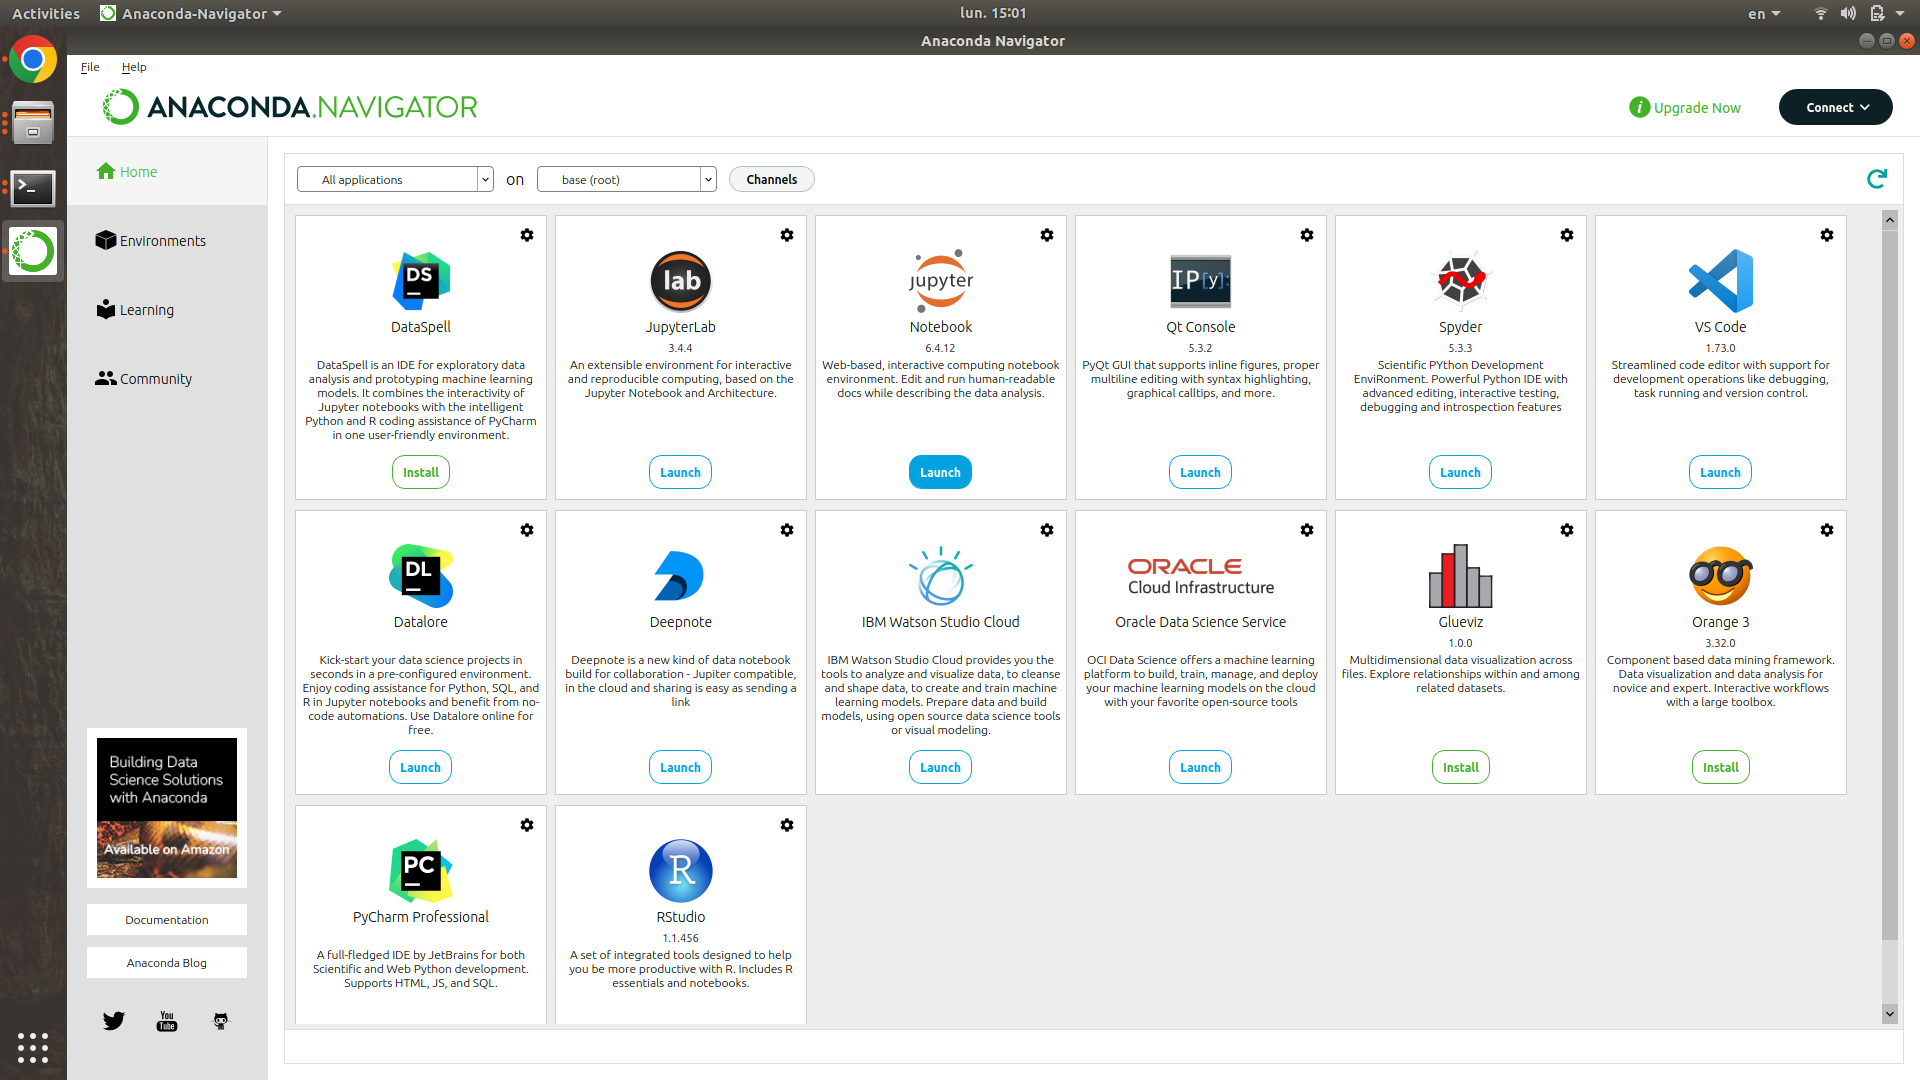 Activities
Anaconda-Navigator
lun. 15:01
en
Anaconda Navigator
File
Help
ANACONDA.NAVIGATOR
Upgrade Now
Connect
Home
Environments
Learning
Community
All applications
on
base (root)
Channels
DS
DataSpell
DataSpell is an IDE for exploratory data
analysis and prototyping machine learning
models. It combines the interactivity of
Jupyter notebooks with the intelligent
Python and R coding assistance of PyCharm
in one user-friendly environment.
Install
lab
JupyterLab
3.4.4
An extensible environment for interactive
and reproducible computing, based on the
Jupyter Notebook and Architecture.
Launch
jupyter
Notebook
6.4.12
Web-based, interactive computing notebook
environment. Edit and run human-readable
docs while describing the data analysis.
Launch
IP[y]:
Qt Console
5.3.2
PyQt GUI that supports inline figures, proper
multiline editing with syntax highlighting,
graphical calltips, and more.
Launch
Spyder
5.3.3
Scientific PYthon Development
EnviRonment. Powerful Python IDE with
advanced editing, interactive testing,
debugging and introspection features
Launch
VS Code
1.73.0
Streamlined code editor with support for
development operations like debugging,
task running and version control.
Launch
DL
Datalore
Kick-start your data science projects in
seconds in a pre-configured environment.
Enjoy coding assistance for Python, SQL, and
R in Jupyter notebooks and benefit from no-
code automations. Use Datalore online for
free.
Launch
Deepnote
Deepnote is a new kind of data notebook
build for collaboration - Jupiter compatible,
in the cloud and sharing is easy as sending a
link
Launch
IBM Watson Studio Cloud
IBM Watson Studio Cloud provides you the
tools to analyze and visualize data, to cleanse
and shape data, to create and train machine
learning models. Prepare data and build
models, using open source data science tools
or visual modeling.
Launch
ORACLE
Cloud Infrastructure
Oracle Data Science Service
OCI Data Science offers a machine learning
platform to build, train, manage, and deploy
your machine learning models on the cloud
with your favorite open-source tools
Launch
Glueviz
1.0.0
Multidimensional data visualization across
files. Explore relationships within and among
related datasets.
Install
Orange 3
3.32.0
Component based data mining framework.
Data visualization and data analysis for
novice and expert. Interactive workflows
with a large toolbox.
Install
PC
PyCharm Professional
A full-fledged IDE by JetBrains for both
Scientific and Web Python development.
Supports HTML, JS, and SQL.
R
RStudio
1.1.456
A set of integrated tools designed to help
you be more productive with R. Includes R
essentials and notebooks.
Building Data
Science Solutions
with Anaconda
Available on Amazon
Documentation
Anaconda Blog
You
Tube